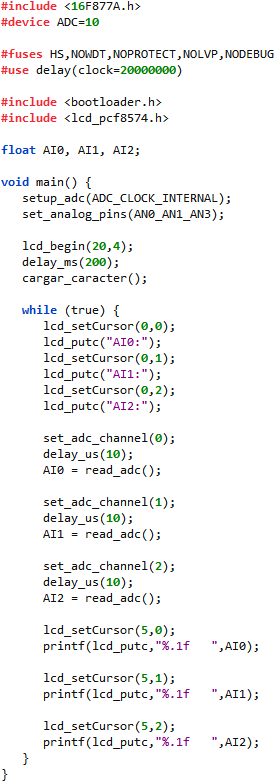 #include <16F877A.h>
#device ADC=10

#fuses HS,NOWDT,NOPROTECT,NOLVP,NODEBUG
#use delay(clock=20000000)

#include <bootloader.h>
#include <lcd_pcf8574.h>

float AI0, AI1, AI2;

void main() {
   setup_adc(ADC_CLOCK_INTERNAL);
   set_analog_pins(AN0_AN1_AN3);

   lcd_begin(20,4);
   delay_ms(200);
   cargar_caracter();

   while (true) {
      lcd_setCursor(0,0);
      lcd_putc("AI0:");
      lcd_setCursor(0,1);
      lcd_putc("AI1:");
      lcd_setCursor(0,2);
      lcd_putc("AI2:");

      set_adc_channel(0);
      delay_us(10);
      AI0 = read_adc();

      set_adc_channel(1);
      delay_us(10);
      AI1 = read_adc();

      set_adc_channel(2);
      delay_us(10);
      AI2 = read_adc();

      lcd_setCursor(5,0);
      printf(lcd_putc,"%.1f   ",AI0);

      lcd_setCursor(5,1);
      printf(lcd_putc,"%.1f   ",AI1);

      lcd_setCursor(5,2);
      printf(lcd_putc,"%.1f   ",AI2);
   }
}